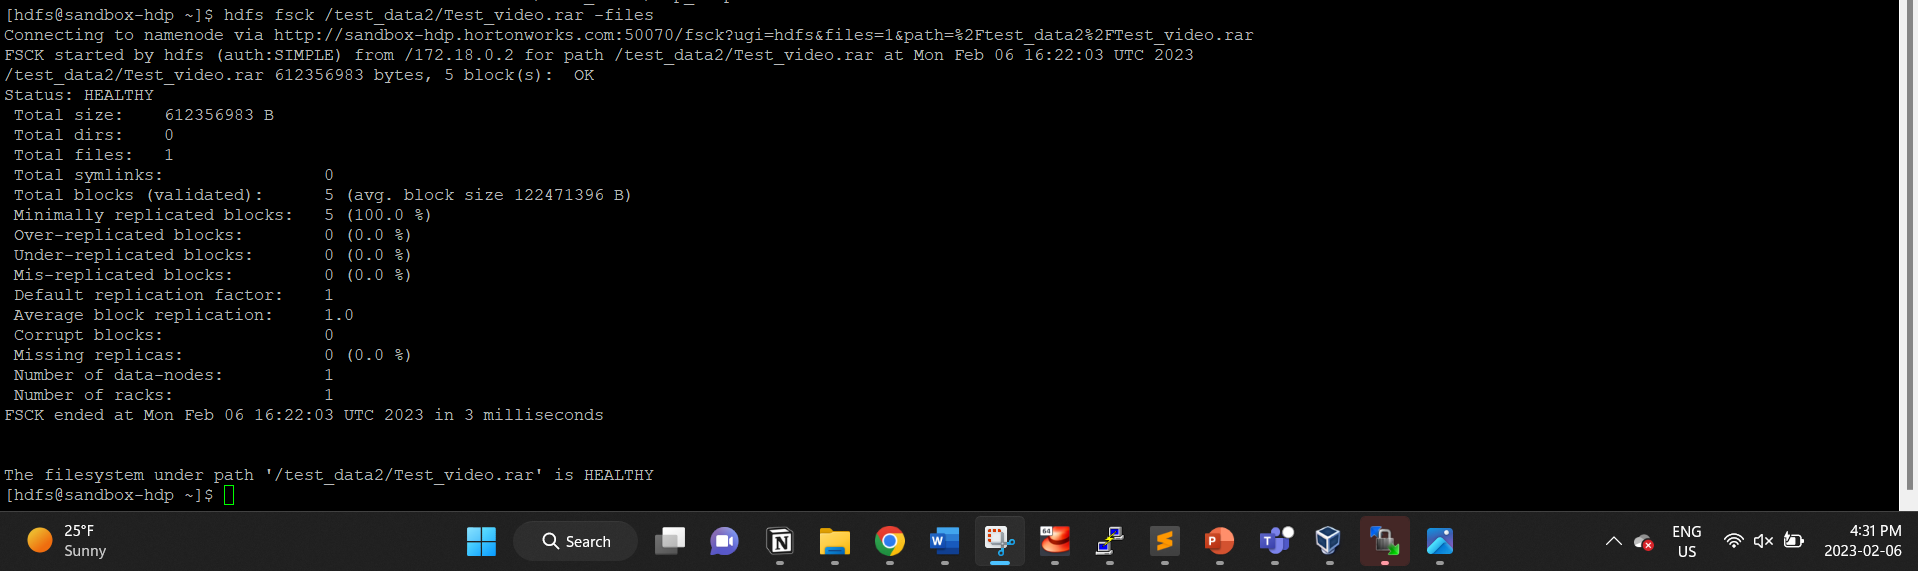 [hdfs@sandbox-hdp ~]$ hdfs fsck /test_data2/Test_video.rar -files
Connecting to namenode via http://sandbox-hdp.hortonworks.com:50070/fsck?ugi=hdfs&files=1&path=%2Ftest_data2%2FTest_video.rar
FSCK started by hdfs (auth:SIMPLE) from /172.18.0.2 for path /test_data2/Test_video.rar at Mon Feb 06 16:22:03 UTC 2023
/test_data2/Test_video.rar 612356983 bytes, 5 block(s):  OK
Status: HEALTHY
 Total size:    612356983 B
 Total dirs:    0
 Total files:   1
 Total symlinks:                0
 Total blocks (validated):      5 (avg. block size 122471396 B)
 Minimally replicated blocks:   5 (100.0 %)
 Over-replicated blocks:        0 (0.0 %)
 Under-replicated blocks:       0 (0.0 %)
 Mis-replicated blocks:         0 (0.0 %)
 Default replication factor:    1
 Average block replication:     1.0
 Corrupt blocks:                0
 Missing replicas:              0 (0.0 %)
 Number of data-nodes:          1
 Number of racks:               1
FSCK ended at Mon Feb 06 16:22:03 UTC 2023 in 3 milliseconds
The filesystem under path '/test_data2/Test_video.rar' is HEALTHY
[hdfs@sandbox-hdp ~]$
25°F
Sunny
Search
64
ENG
US
4:31 PM
2023-02-06